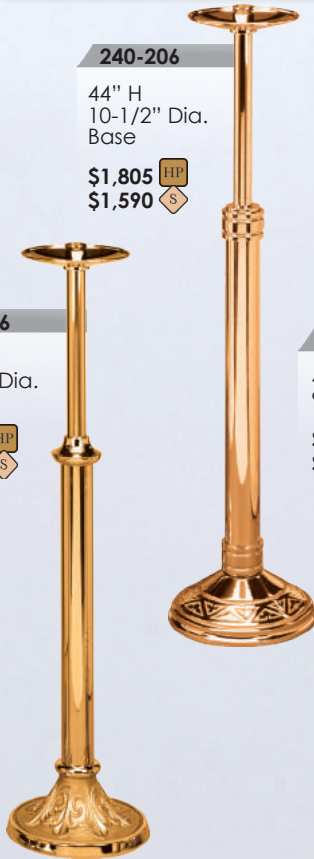 240-206
44” H
10-1/2” Dia.
Base
$1,805 HP
$1,590 S
6
Dia.
HP
S
$
$